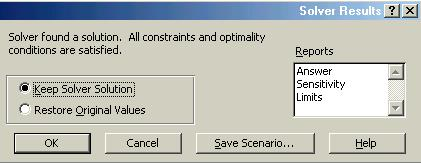 Solver Results
Solver found a solution. All constraints and optimality
conditions are satisfied.
Reports
Answer
Sensitivity
Limits
Keep Solver Solution
Restore Original Values
OK
Cancel
Save Scenario...
Help